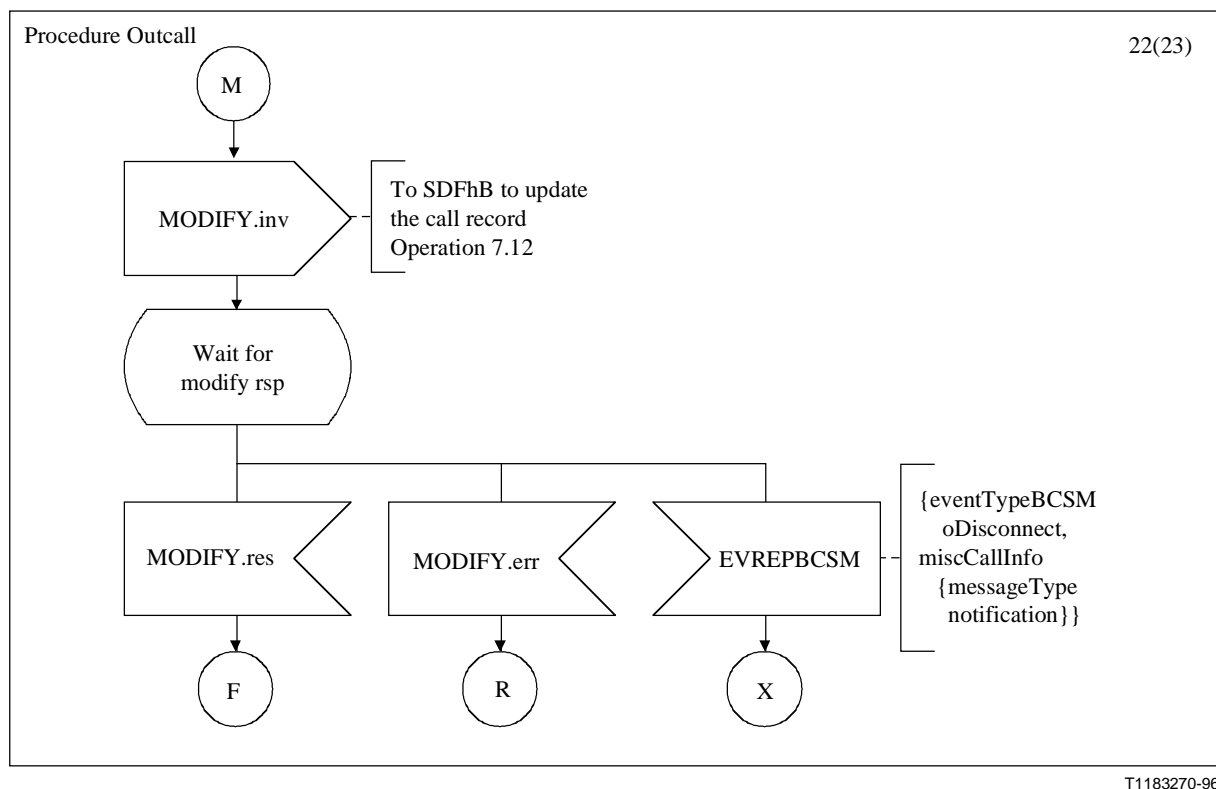 Procedure Outcall
22(23)
M
MODIFY.inv
To SDFhB to update
the call record
Operation 7.12
Wait for
modify rsp
MODIFY.res
MODIFY.err
EVREPBCSM
{eventTypeBCSM
oDisconnect,
miscCallInfo
{messageType
notification}}
F
R
X
T1183270-96